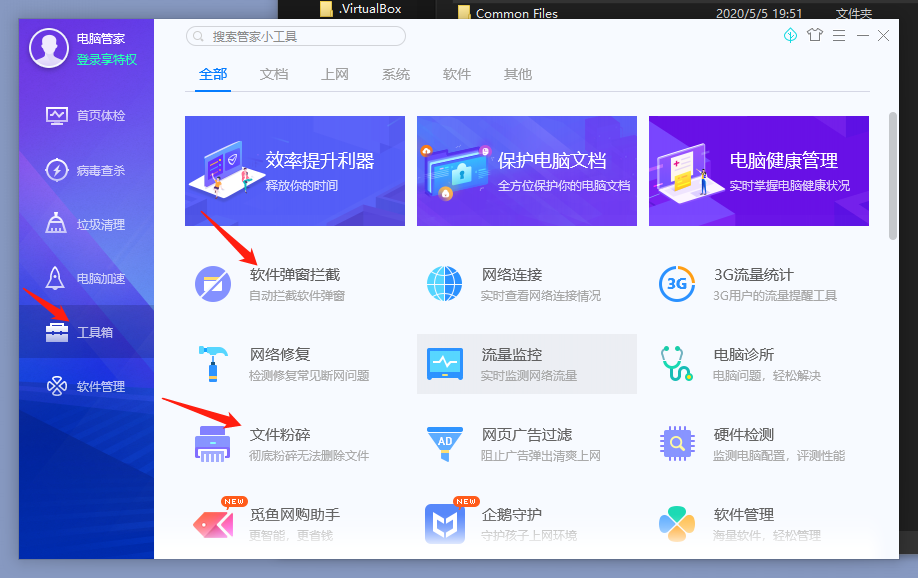 .VirtualBox
Common Files 2020/5/5 19:51 文件夹
电脑管家
登录享特权
搜索管家小工具
全部 文档 上网 系统 软件 其他
首页体检
病毒查杀
垃圾清理
电脑加速
工具箱
软件管理
效率提升利器
释放你的时间
保护电脑文档
全方位保护你的电脑文档
电脑健康管理
实时掌握电脑健康状况
软件弹窗拦截
自动拦截软件弹窗
网络连接
实时查看网络连接情况
3G
3G流量统计
3G用户的流量提醒工具
网络修复
检测修复常见断网问题
流量监控
实时监测网络流量
电脑诊所
电脑问题，轻松解决
文件粉碎
彻底粉碎无法删除文件
AD
网页广告过滤
阻止广告弹出清爽上网
硬件检测
监测电脑配置，评测性能
NEW
觅鱼网购助手
更智能，更省钱
NEW
企鹅守护
守护孩子上网环境
软件管理
海量软件，轻松管理